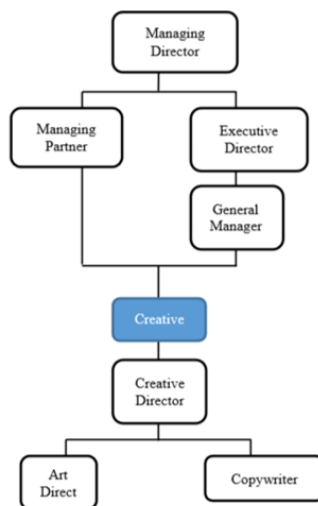 Managing
Director
Managing
Partner
Executive
Director
General
Manager
Creative
Creative
Director
Art
Direct
Copywriter